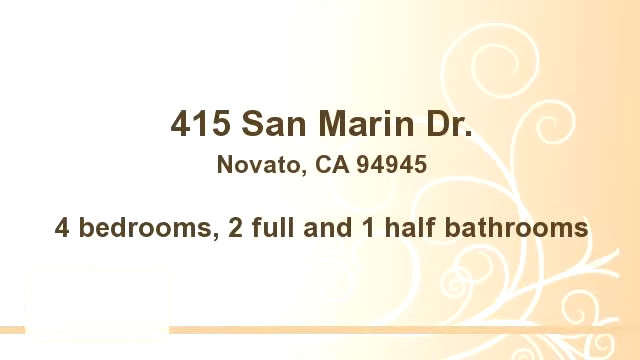 415 San Marin Dr.
Novato, CA 94945
4 bedrooms, 2 full and 1 half bathrooms